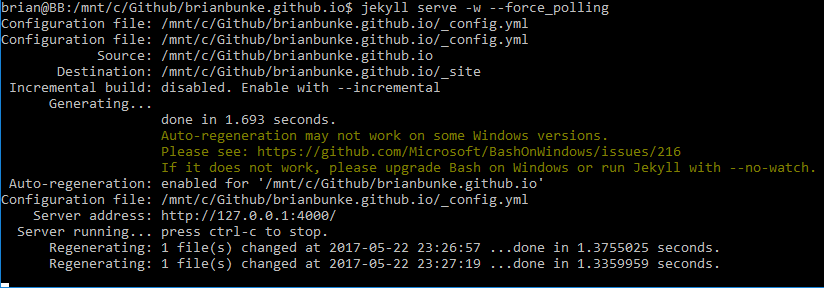 brian@BB:/mnt/c/Github/brianbunke.github.io$ jekyll serve -w --force_polling
Configuration file: /mnt/c/Github/brianbunke.github.io/_config.yml
Configuration file: /mnt/c/Github/brianbunke.github.io/_config.yml
Source: /mnt/c/Github/brianbunke.github.io
Destination: /mnt/c/Github/brianbunke.github.io/_site
Incremental build: disabled. Enable with --incremental
Generating...
done in 1.693 seconds.
Auto-regeneration may not work on some Windows versions.
Please see: https://github.com/Microsoft/BashOnWindows/issues/216
If it does not work, please upgrade Bash on Windows or run Jekyll with --no-watch.
Auto-regeneration: enabled for '/mnt/c/Github/brianbunke.github.io'
Configuration file: /mnt/c/Github/brianbunke.github.io/_config.yml
Server address: http://127.0.0.1:4000/
Server running... press ctrl-c to stop.
Regenerating: 1 file(s) changed at 2017-05-22 23:26:57 ...done in 1.3755025 seconds.
Regenerating: 1 file(s) changed at 2017-05-22 23:27:19 ...done in 1.3359959 seconds.